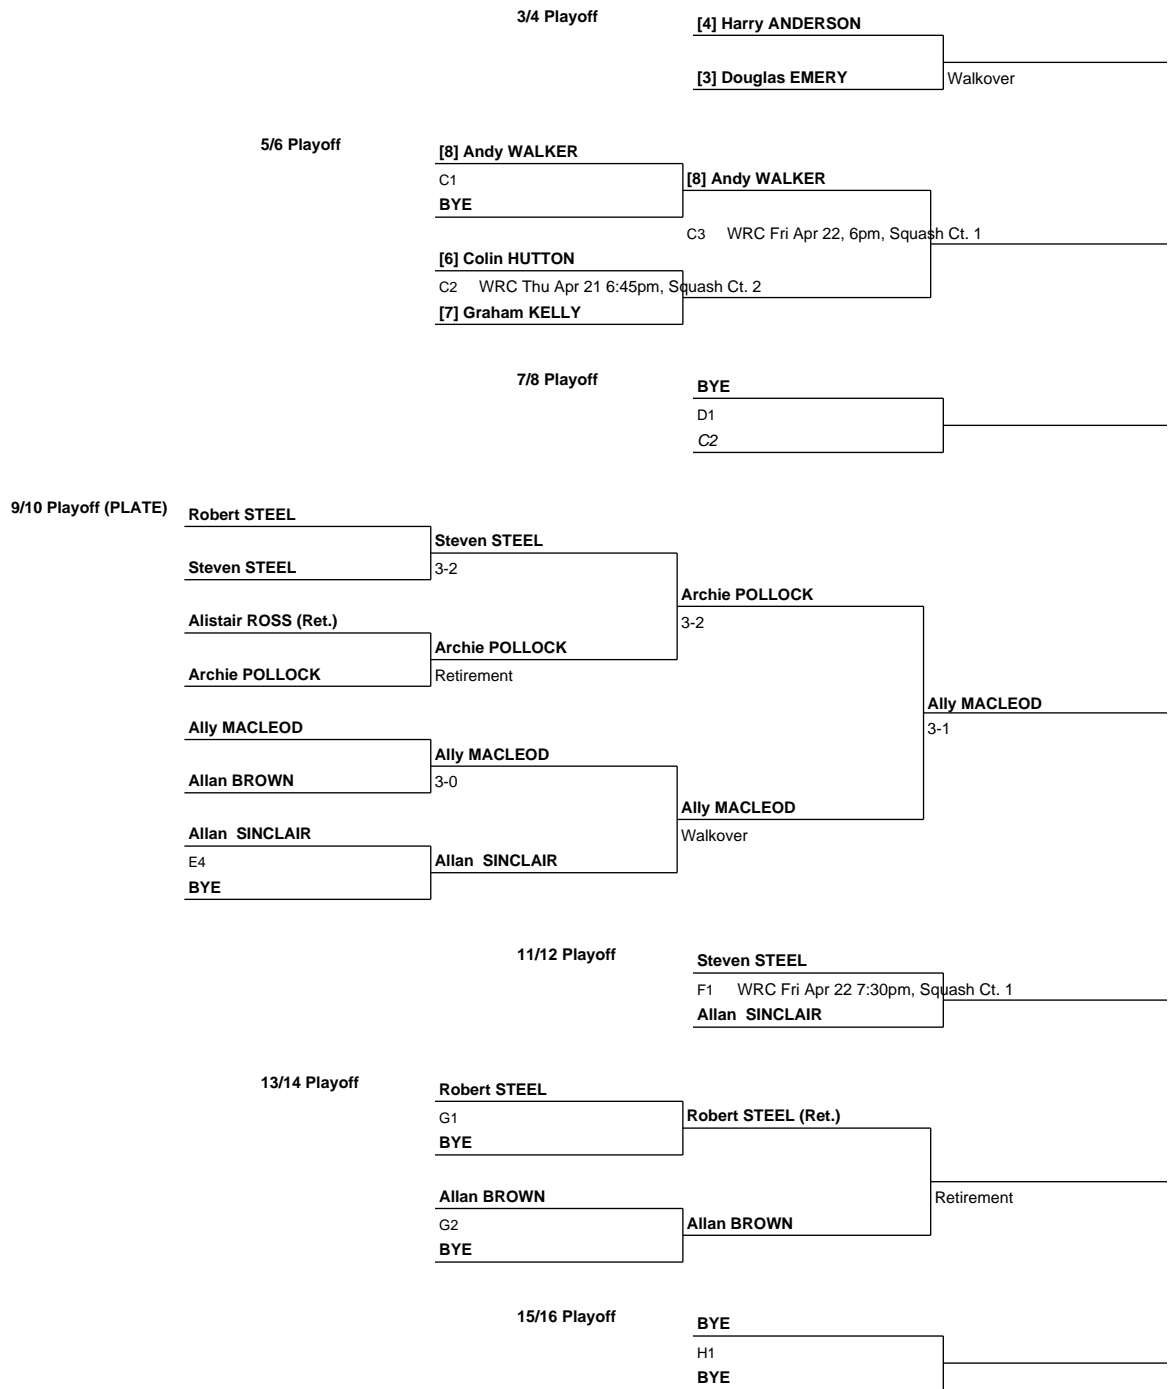 3/4 Playoff
[4] Harry ANDERSON
[3] Douglas EMERY
Walkover
5/6 Playoff
[8] Andy WALKER
C1
BYE
[8] Andy WALKER
C3 WRC Fri Apr 22, 6pm, Squash Ct. 1
[6] Colin HUTTON
C2 WRC Thu Apr 21 6:45pm, Squash Ct. 2
[7] Graham KELLY
7/8 Playoff
BYE
D1
C2
9/10 Playoff (PLATE)
Robert STEEL
Steven STEEL
Steven STEEL
3-2
Archie POLLOCK
3-2
Alistair ROSS (Ret.)
Archie POLLOCK
Archie POLLOCK
Retirement
Ally MACLEOD
3-1
Ally MACLEOD
Ally MACLEOD
Allan BROWN
3-0
Ally MACLEOD
Walkover
Allan SINCLAIR
E4
Allan SINCLAIR
BYE
11/12 Playoff
Steven STEEL
F1 WRC Fri Apr 22 7:30pm, Squash Ct. 1
Allan SINCLAIR
13/14 Playoff
Robert STEEL
G1
BYE
Robert STEEL (Ret.)
Retirement
Allan BROWN
G2
BYE
Allan BROWN
15/16 Playoff
BYE
H1
BYE